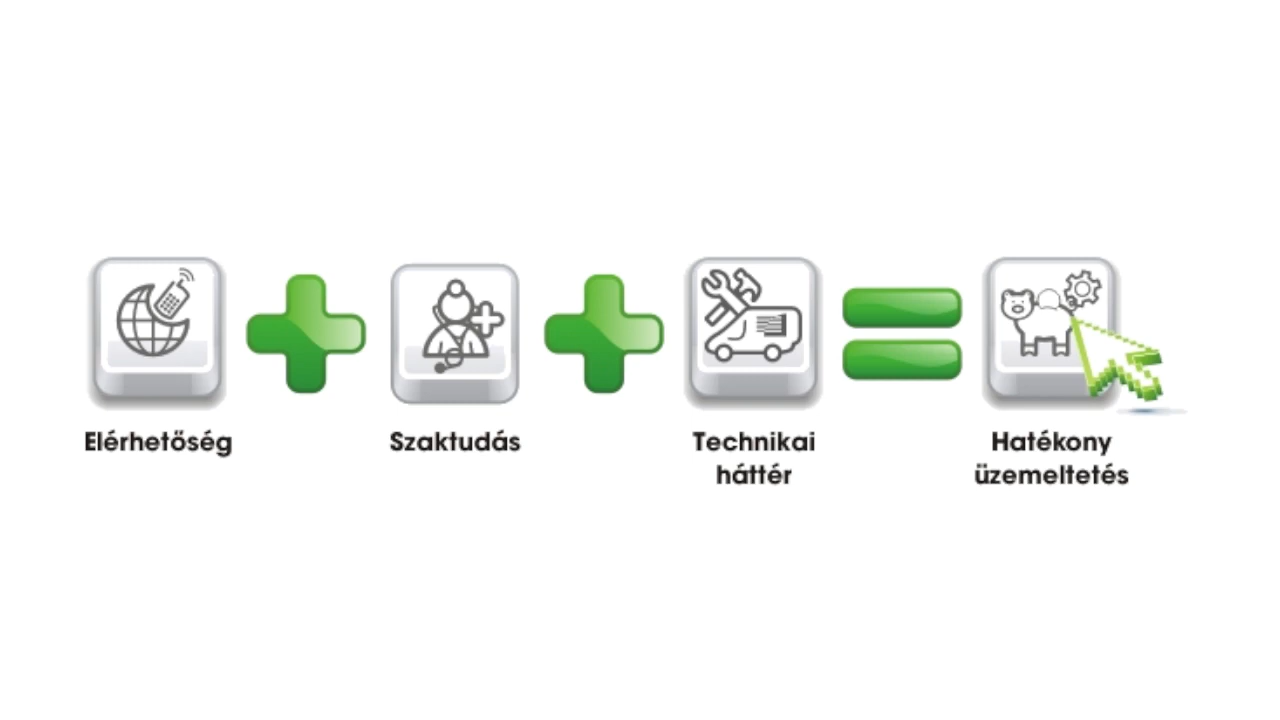 Elérhetőség
Szaktudás
Technikai
háttér
Hatékony
üzemeltetés